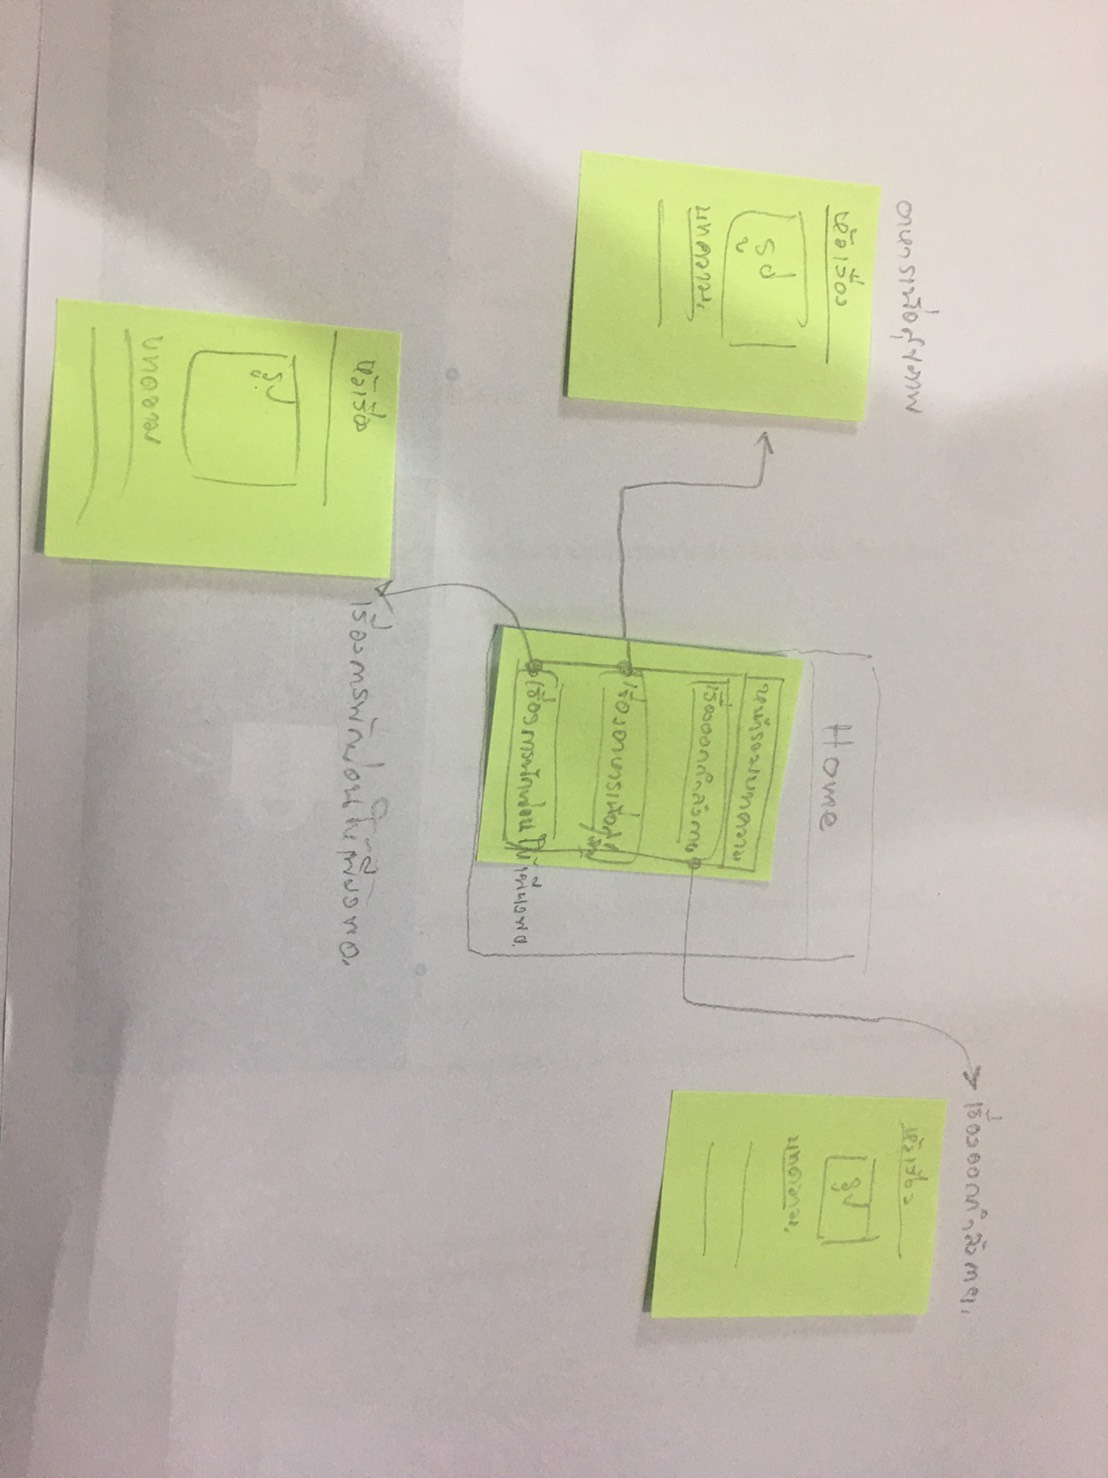 เรื่องออกกำลังกาย.
หัวเรื่อง
รูป
บทความ.
อาหารเพื่อสุขภาพ
หัวเรื่อง
รูป
บทความ.
Home
หน้ารวมบทความ
เรื่องออกกำลังกาย
เรื่องอาหารเพื่อสุขภาพ
เรื่องการพักผ่อนให้เพียงพอ.
เรื่องการพักผ่อนให้เพียงพอ.
หัวเรื่อง
รูป
บทความ